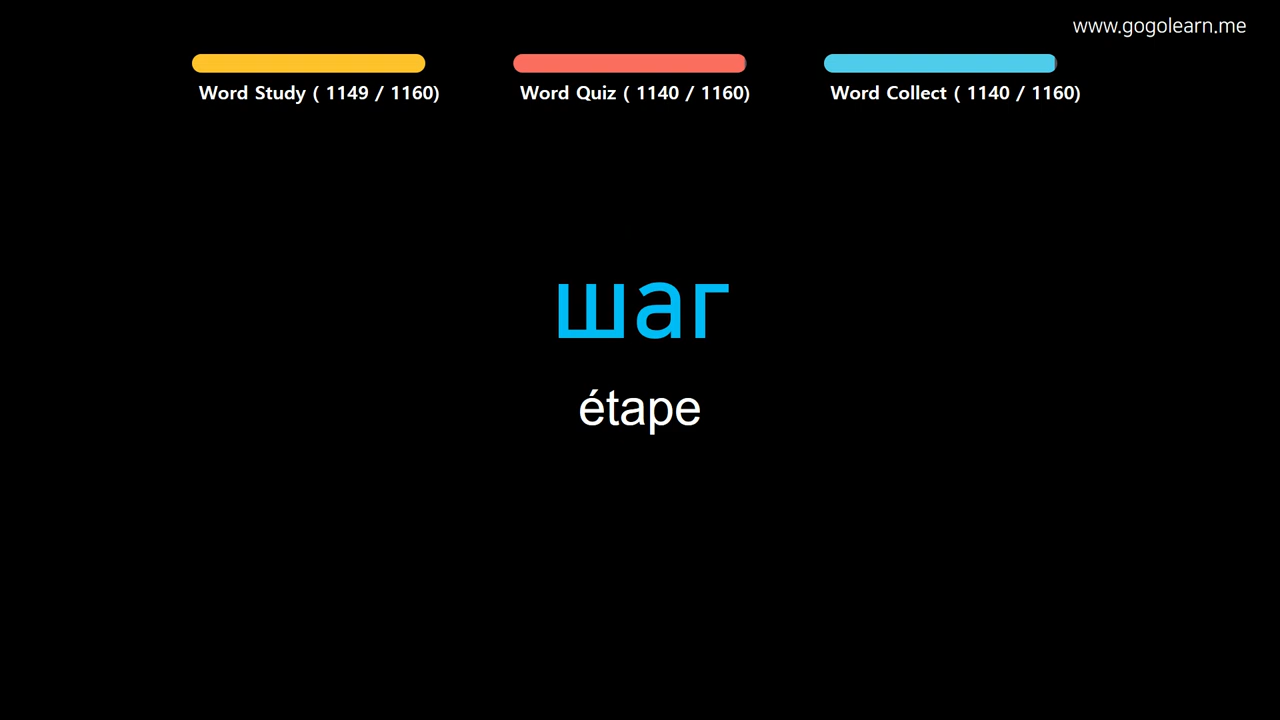 www.gogolearn.me
Word Study ( 1149 / 1160)
Word Quiz ( 1140 / 1160)
Word Collect ( 1140 / 1160)
шаг
étape